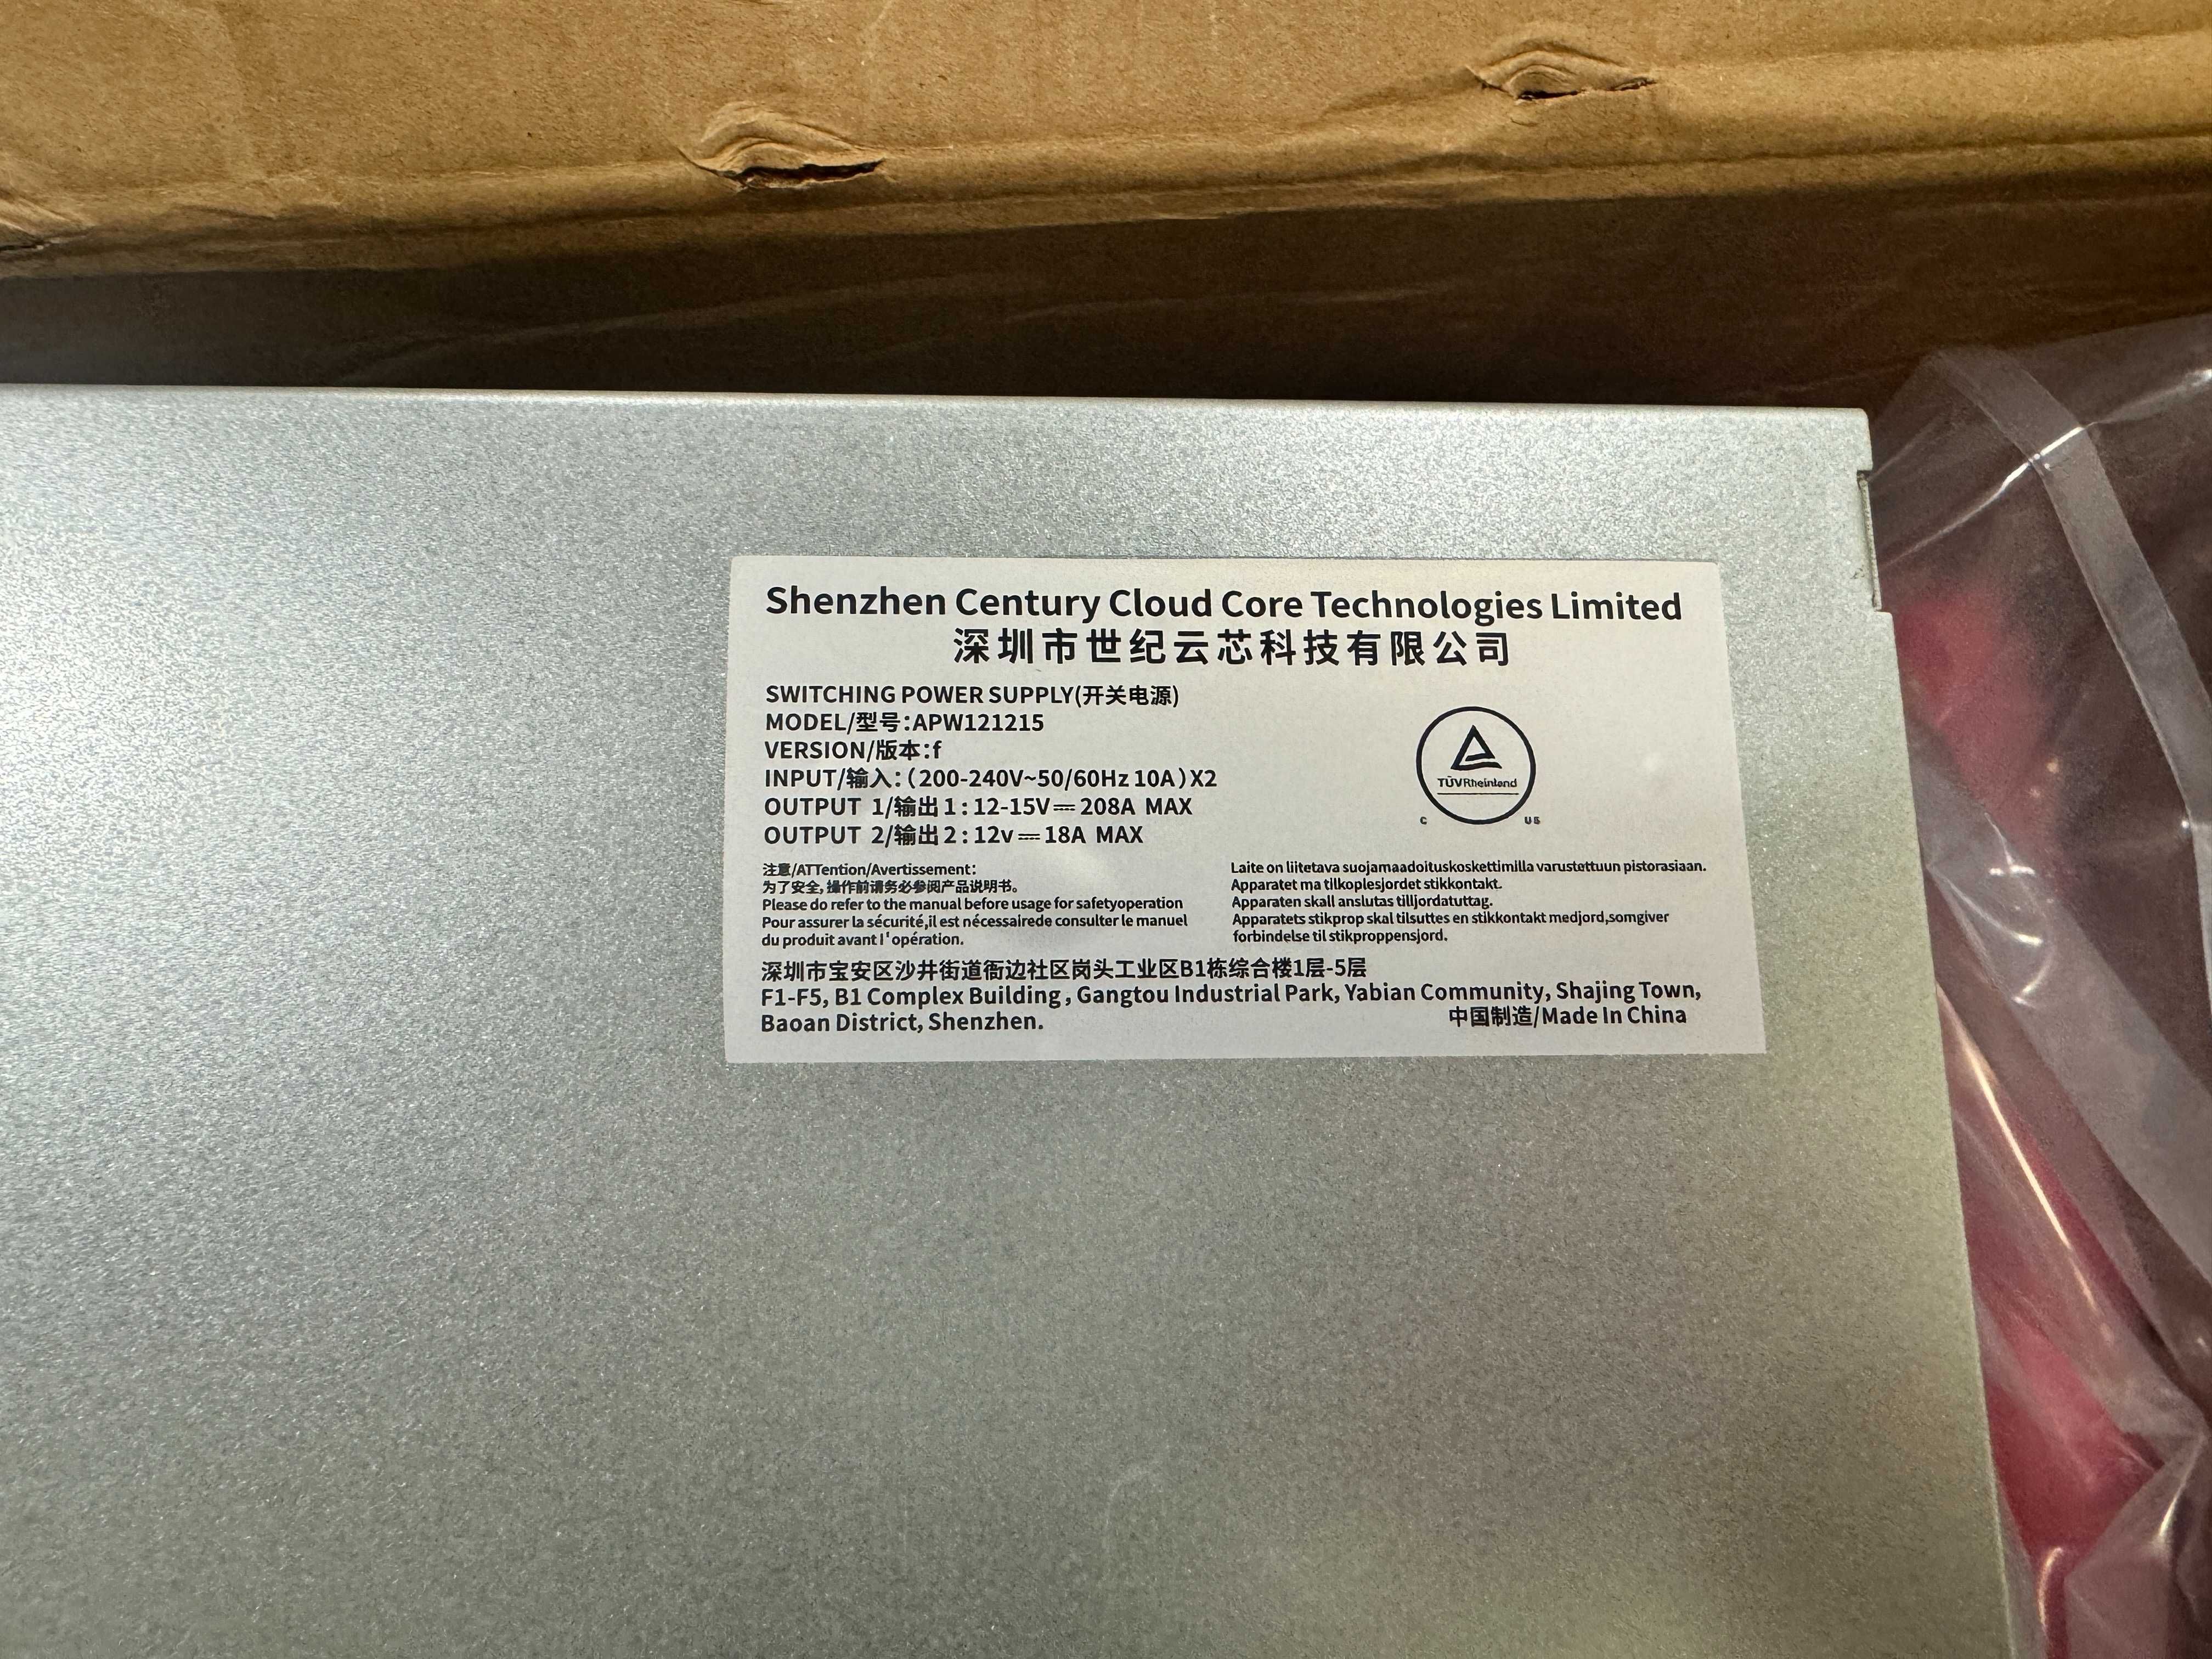 Shenzhen Century Cloud Core Technologies Limited
深圳市世纪云芯科技有限公司
SWITCHING POWER SUPPLY(开关电源)
MODEL/型号:APW121215
VERSION/版本:f
INPUT/输入:(200-240V~50/60Hz 10A)X2
OUTPUT 1/输出1:12-15V⎓208A MAX
OUTPUT 2/输出2:12v⎓18A MAX
TÜVRheinland
C US
注意/ATTention/Avertissement:
为了安全,操作前请务必参阅产品说明书。
Please do refer to the manual before usage for safetyoperation
Pour assurer la sécurité,il est nécessairede consulter le manuel
du produit avant l'opération.
Laite on liitetava suojamaadoituskoskettimilla varustettuun pistorasiaan.
Apparatet ma tilkoplesjordet stikkontakt.
Apparaten skall anslutas tilljordatuttag.
Apparatets stikprop skal tilsuttes en stikkontakt medjord,somgiver
forbindelse til stikproppensjord.
深圳市宝安区沙井街道衙边社区岗头工业区B1栋综合楼1层-5层
F1-F5, B1 Complex Building, Gangtou Industrial Park, Yabian Community, Shajing Town,
Baoan District, Shenzhen.
中国制造/Made In China